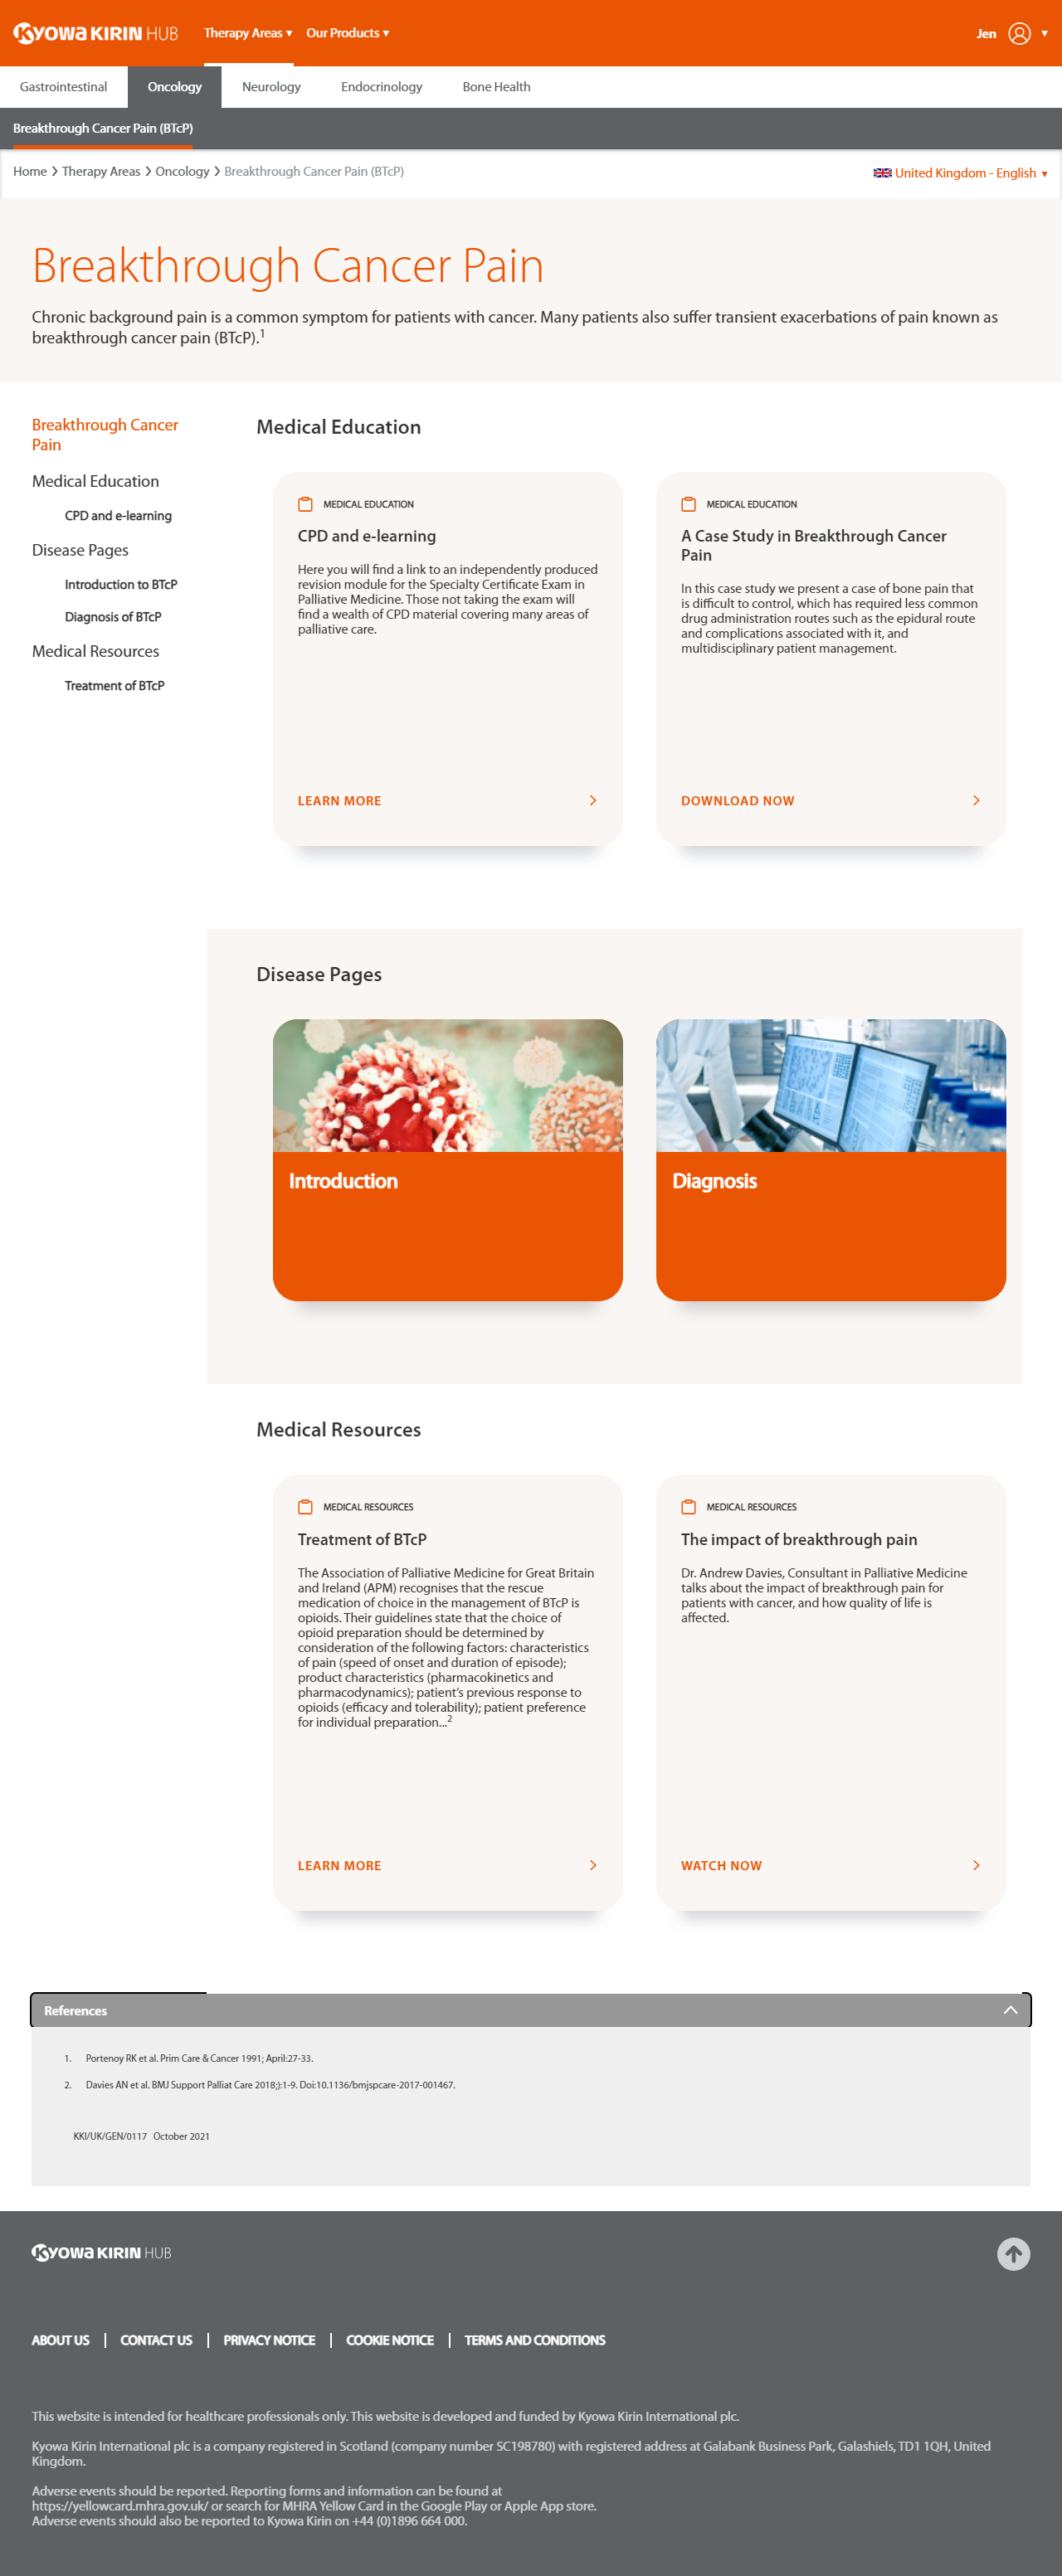 KYOWA KIRIN HUB
Therapy Areas ▾ Our Products ▾
Jen ▾
Gastrointestinal Oncology Neurology Endocrinology Bone Health
Breakthrough Cancer Pain (BTcP)
Home > Therapy Areas > Oncology > Breakthrough Cancer Pain (BTcP)
United Kingdom - English ▾
Breakthrough Cancer Pain
Chronic background pain is a common symptom for patients with cancer. Many patients also suffer transient exacerbations of pain known as
breakthrough cancer pain (BTcP).1
Breakthrough Cancer
Pain
Medical Education
CPD and e-learning
Disease Pages
Introduction to BTcP
Diagnosis of BTcP
Medical Resources
Treatment of BTcP
Medical Education
MEDICAL EDUCATION
CPD and e-learning
Here you will find a link to an independently produced
revision module for the Specialty Certificate Exam in
Palliative Medicine. Those not taking the exam will
find a wealth of CPD material covering many areas of
palliative care.
LEARN MORE
MEDICAL EDUCATION
A Case Study in Breakthrough Cancer
Pain
In this case study we present a case of bone pain that
is difficult to control, which has required less common
drug administration routes such as the epidural route
and complications associated with it, and
multidisciplinary patient management.
DOWNLOAD NOW
Disease Pages
Introduction
Diagnosis
Medical Resources
MEDICAL RESOURCES
Treatment of BTcP
The Association of Palliative Medicine for Great Britain
and Ireland (APM) recognises that the rescue
medication of choice in the management of BTcP is
opioids. Their guidelines state that the choice of
opioid preparation should be determined by
consideration of the following factors: characteristics
of pain (speed of onset and duration of episode);
product characteristics (pharmacokinetics and
pharmacodynamics); patient's previous response to
opioids (efficacy and tolerability); patient preference
for individual preparation...2
LEARN MORE
MEDICAL RESOURCES
The impact of breakthrough pain
Dr. Andrew Davies, Consultant in Palliative Medicine
talks about the impact of breakthrough pain for
patients with cancer, and how quality of life is
affected.
WATCH NOW
References
1. Portenoy RK et al. Prim Care & Cancer 1991; April:27-33.
2. Davies AN et al. BMJ Support Palliat Care 2018;):1-9. Doi:10.1136/bmjspcare-2017-001467.
KKI/UK/GEN/0117 October 2021
KYOWA KIRIN HUB
ABOUT US | CONTACT US | PRIVACY NOTICE | COOKIE NOTICE | TERMS AND CONDITIONS
This website is intended for healthcare professionals only. This website is developed and funded by Kyowa Kirin International plc.
Kyowa Kirin International plc is a company registered in Scotland (company number SC198780) with registered address at Galabank Business Park, Galashiels, TD1 1QH, United
Kingdom.
Adverse events should be reported. Reporting forms and information can be found at
https://yellowcard.mhra.gov.uk/ or search for MHRA Yellow Card in the Google Play or Apple App store.
Adverse events should also be reported to Kyowa Kirin on +44 (0)1896 664 000.